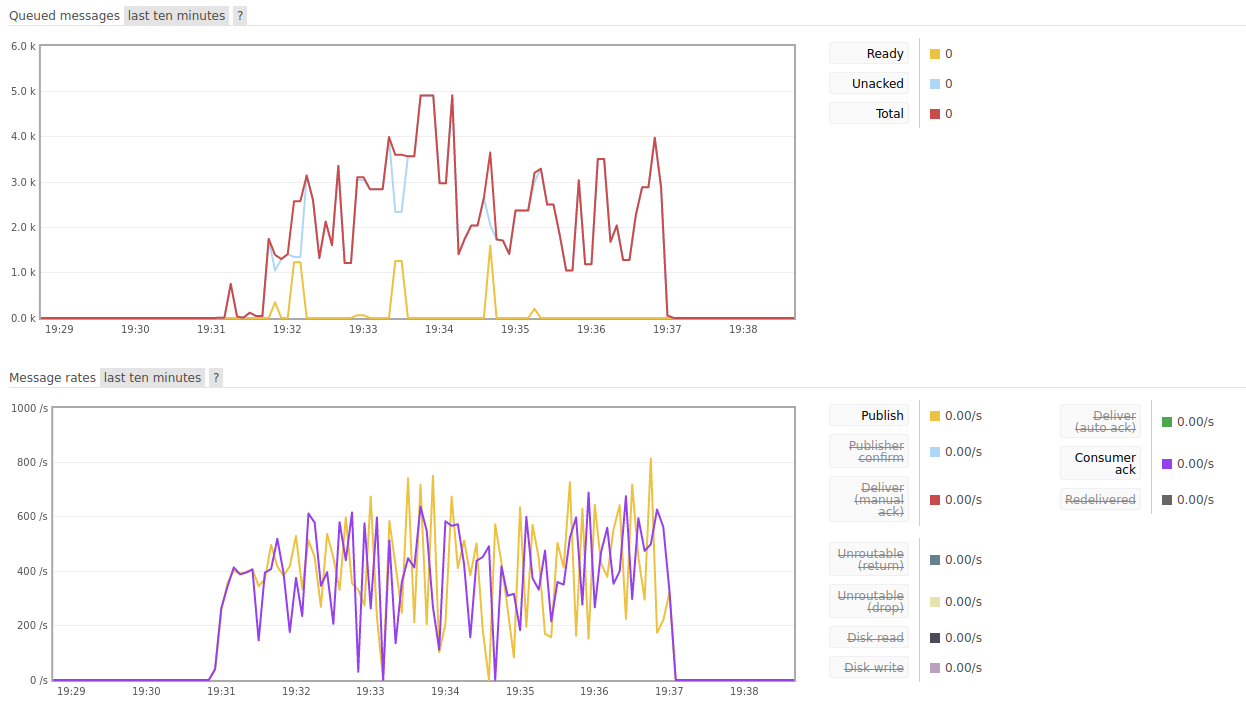 Queued messages last ten minutes ?
6.0 k
5.0 k
4.0 k
3.0 k
2.0 k
1.0 k
0.0 k
19:29 19:30 19:31 19:32 19:33 19:34 19:35 19:36 19:37 19:38
Ready 0
Unacked 0
Total 0
Message rates last ten minutes ?
1000 /s
800 /s
600 /s
400 /s
200 /s
0 /s
19:29 19:30 19:31 19:32 19:33 19:34 19:35 19:36 19:37 19:38
Publish 0.00/s
Publisher
confirm 0.00/s
Deliver
(manual
ack) 0.00/s
Unroutable
(return) 0.00/s
Unroutable
(drop) 0.00/s
Disk read 0.00/s
Disk write 0.00/s
Deliver
(auto ack) 0.00/s
Consumer
ack 0.00/s
Redelivered 0.00/s